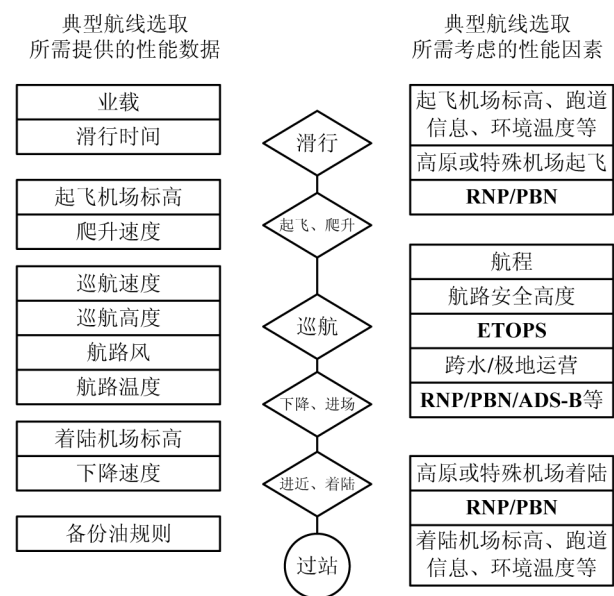 典型航线选取
所需提供的性能数据
业载
滑行时间
起飞机场标高
爬升速度
巡航速度
巡航高度
航路风
航路温度
着陆机场标高
下降速度
备份油规则
滑行
起飞、爬升
巡航
下降、进场
进近、着陆
过站
典型航线选取
所需考虑的性能因素
起飞机场标高、跑道
信息、环境温度等
高原或特殊机场起飞
RNP/PBN
航程
航路安全高度
ETOPS
跨水/极地运营
RNP/PBN/ADS-B等
高原或特殊机场着陆
RNP/PBN
着陆机场标高、跑道
信息、环境温度等